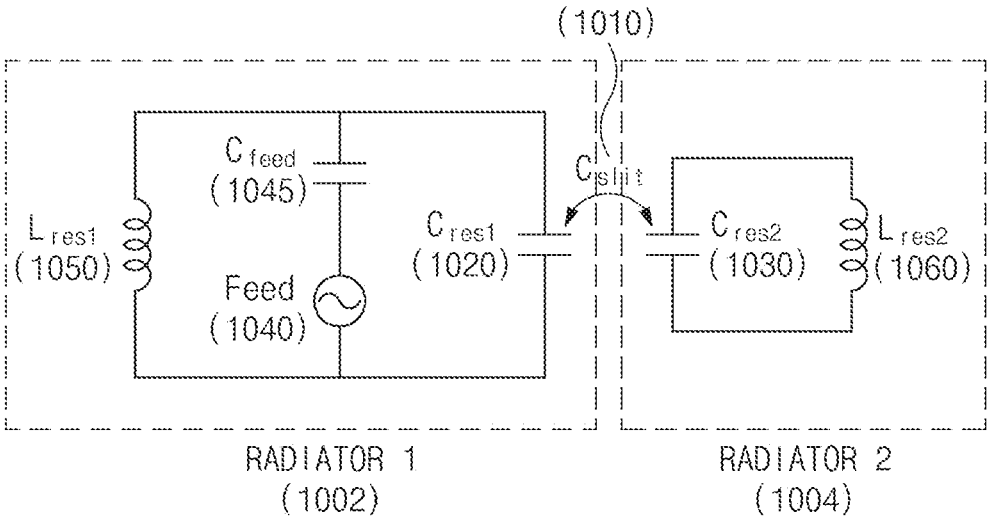 (1010)
C feed
(1045)
C slit
L res1
(1050)
C res1
(1020)
C res2
(1030)
L res2
(1060)
Feed
(1040)
RADIATOR 1
(1002)
RADIATOR 2
(1004)